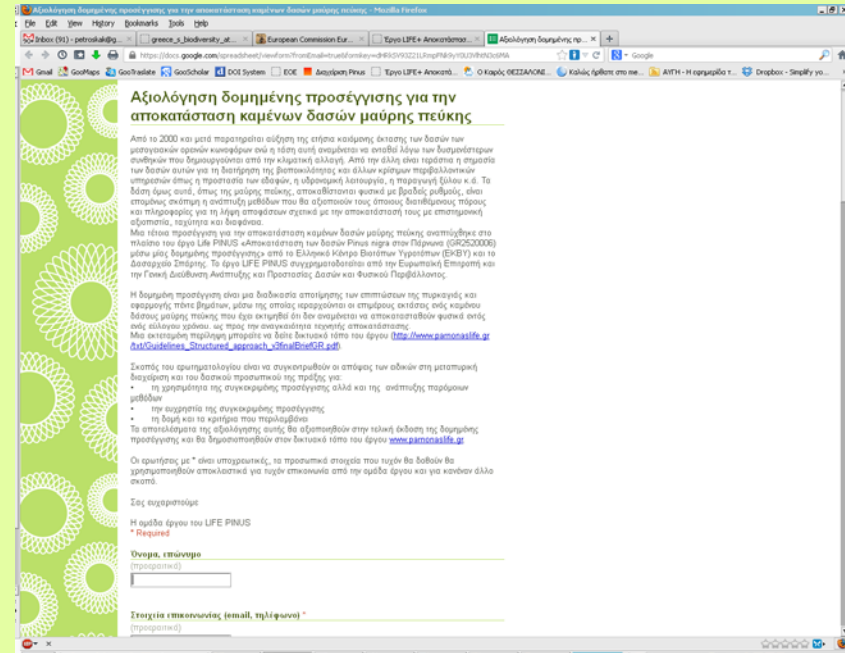 Αξιολόγηση δομημένης προσέγγισης για την αποκατάσταση καμένων δασών μαύρης πεύκης - Mozilla Firefox
File Edit View History Bookmarks Tools Help
Inbox (91) - petroskak@g... greece_s_biodiversity_at... European Commission Eur... Έργο LIFE+ Αποκατάστασ... Αξιολόγηση δομημένης πρ...
Google
Gmail GooMaps GooTraslate GooScholar DOI System EOE Διαχείριση Pinus Έργο LIFE+ Αποκατά... Ο Καιρός ΘΕΣΣΑΛΟΝΙ... Καλώς ήρθατε στο me... ΑΥΓΗ - Η εφημερίδα τ... Dropbox - Simplify yo...
Αξιολόγηση δομημένης προσέγγισης για την
αποκατάσταση καμένων δασών μαύρης πεύκης
Από το 2000 και μετά παρατηρείται αύξηση της ετήσια καιόμενης έκτασης των δασών των
μεσογειακών ορεινών κωνοφόρων ενώ η τάση αυτή αναμένεται να ενταθεί λόγω των δυσμενέστερων
συνθηκών που δημιουργούνται από την κλιματική αλλαγή. Από την άλλη είναι τεράστια η σημασία
των δασών αυτών για τη διατήρηση της βιοποικιλότητας και άλλων κρίσιμων περιβαλλοντικών
υπηρεσιών όπως η προστασία των εδαφών, η υδρονομική λειτουργία, η παραγωγή ξύλου κ.ά. Τα
δάση όμως αυτά, όπως της μαύρης πεύκης, αποκαθίστανται φυσικά με βραδείς ρυθμούς, είναι
επομένως σκόπιμη η ανάπτυξη μεθόδων που θα αξιοποιούν τους όποιους διατιθέμενους πόρους
και πληροφορίες για τη λήψη αποφάσεων σχετικά με την αποκατάστασή τους με επιστημονική
αξιοπιστία, ταχύτητα και διαφάνεια.
Μια τέτοια προσέγγιση για την αποκατάσταση καμένων δασών μαύρης πεύκης αναπτύχθηκε στο
πλαίσιο του έργο Life PINUS «Αποκατάσταση των δασών Pinus nigra στον Πάρνωνα (GR2520006)
μέσω μίας δομημένης προσέγγισης» από το Ελληνικό Κέντρο Βιοτόπων Υγροτόπων (ΕΚΒΥ) και το
Δασαρχείο Σπάρτης. Το έργο LIFE PINUS συγχρηματοδοτείται από την Ευρωπαϊκή Επιτροπή και
την Γενική Διεύθυνση Ανάπτυξης και Προστασίας Δασών και Φυσικού Περιβάλλοντος.
Η δομημένη προσέγγιση είναι μια διαδικασία αποτίμησης των επιπτώσεων της πυρκαγιάς και
εφαρμογής πέντε βημάτων, μέσω της οποίας ιεραρχούνται οι επιμέρους εκτάσεις ενός καμένου
δάσους μαύρης πεύκης που έχει εκτιμηθεί ότι δεν αναμένεται να αποκατασταθούν φυσικά εντός
ενός εύλογου χρόνου, ως προς την αναγκαιότητα τεχνητής αποκατάστασης.
Μια εκτεταμένη περίληψη μπορείτε να δείτε δικτυακό τόπο του έργου (http://www.parnonaslife.gr
/txt/Guidelines_Structured_approach_v3finalBriefGR.pdf).
Σκοπός του ερωτηματολογίου είναι να συγκεντρωθούν οι απόψεις των ειδικών στη μεταπυρική
διαχείριση και του δασικού προσωπικού της πράξης για:
• τη χρησιμότητα της συγκεκριμένης προσέγγισης αλλά και της ανάπτυξης παρόμοιων
μεθόδων
• την ευχρηστία της συγκεκριμένης προσέγγισης
• τη δομή και τα κριτήρια που περιλαμβάνει
Τα αποτελέσματα της αξιολόγησης αυτής θα αξιοποιηθούν στην τελική έκδοση της δομημένης
προσέγγισης και θα δημοσιοποιηθούν στον δικτυακό τόπο του έργου www.parnonaslife.gr.
Οι ερωτήσεις με * είναι υποχρεωτικές, τα προσωπικά στοιχεία που τυχόν θα δοθούν θα
χρησιμοποιηθούν αποκλειστικά για τυχόν επικοινωνία από την ομάδα έργου και για κανέναν άλλο
σκοπό.
Σας ευχαριστούμε
Η ομάδα έργου του LIFE PINUS
* Required
Όνομα, επώνυμο
(προεραιτικό)
Στοιχεία επικοινωνίας (email, τηλέφωνο) *
(προεραιτικό)